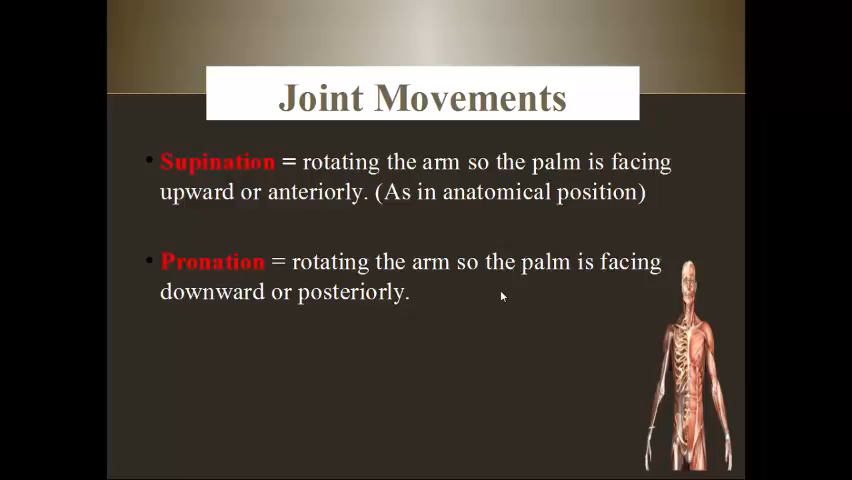 Joint Movements
• Supination = rotating the arm so the palm is facing
upward or anteriorly. (As in anatomical position)
• Pronation = rotating the arm so the palm is facing
downward or posteriorly.